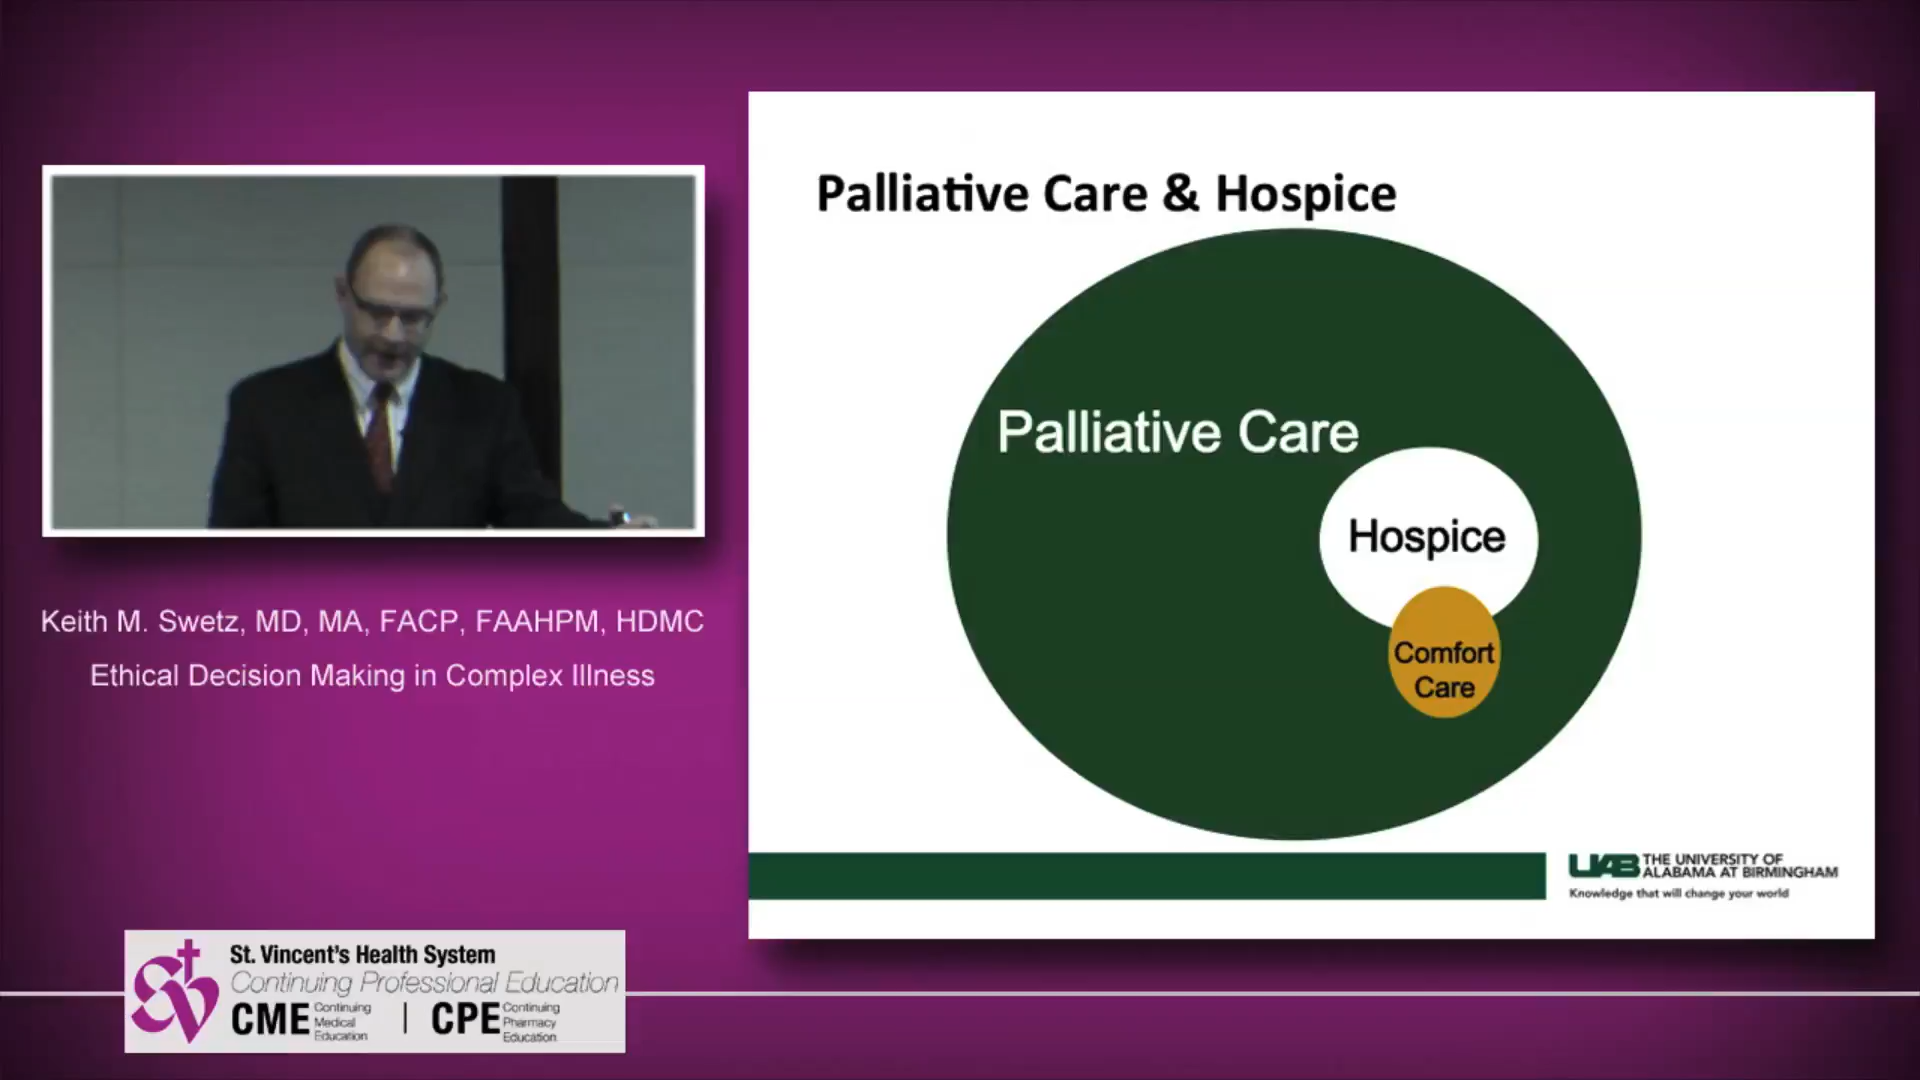 Palliative Care & Hospice
Palliative Care
Hospice
Comfort
Care
UAB THE UNIVERSITY OF
ALABAMA AT BIRMINGHAM
Knowledge that will change your world
Keith M. Swetz, MD, MA, FACP, FAAHPM, HDMC
Ethical Decision Making in Complex Illness
St. Vincent's Health System
Continuing Professional Education
CME Continuing
Medical
Education
|
CPE Continuing
Pharmacy
Education